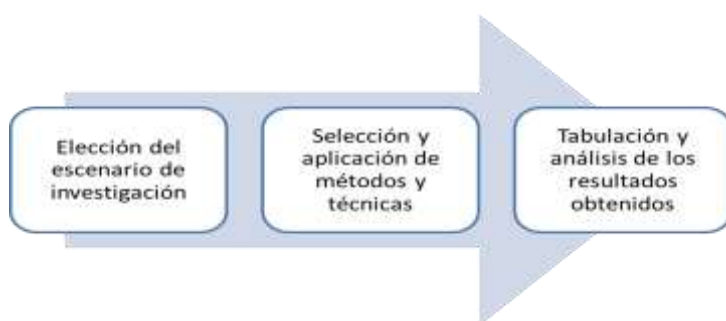 Elección del
escenario de
investigación
Selección y
aplicación de
métodos y
técnicas
Tabulación y
análisis de los
resultados
obtenidos